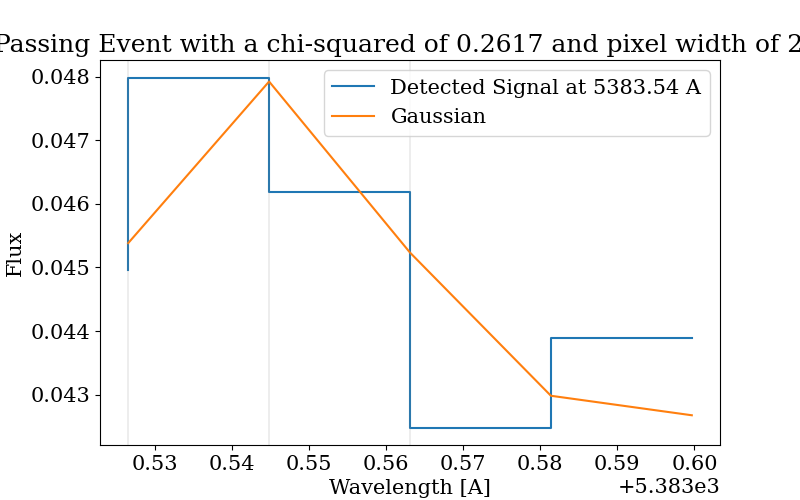 Passing Event with a chi-squared of 0.2617 and pixel width of 2
Detected Signal at 5383.54 A
Gaussian
0.048
0.047
0.046
0.045
0.044
0.043
Flux
0.53 0.54 0.55 0.56 0.57 0.58 0.59 0.60
Wavelength [A]
+5.383e3